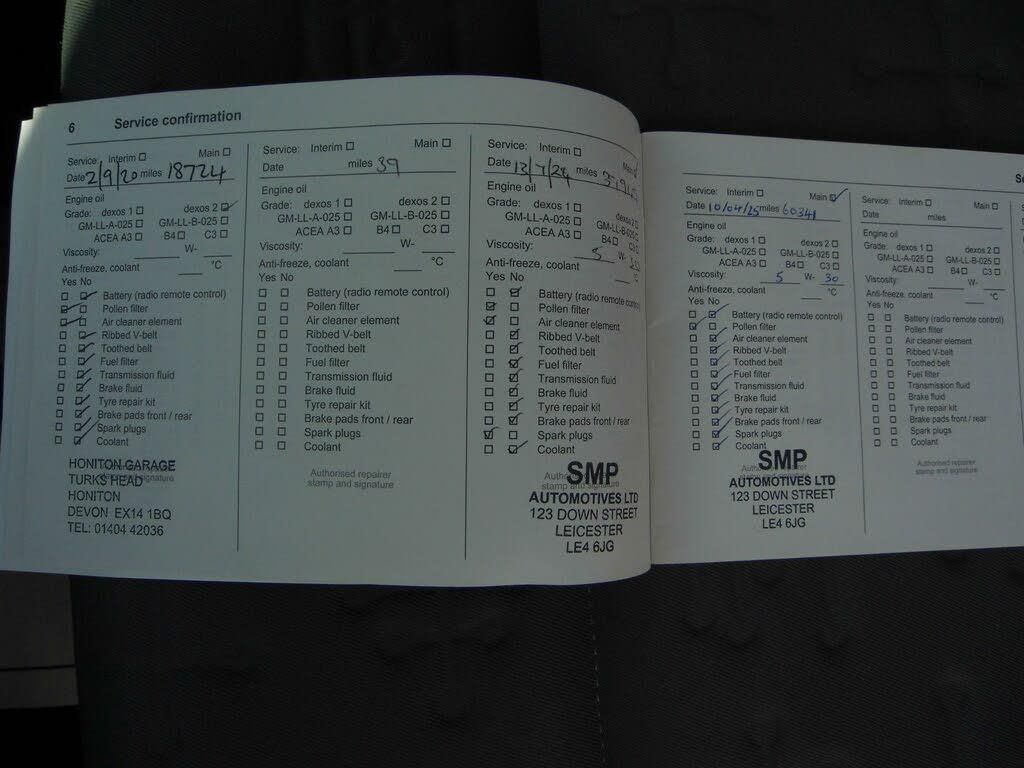 6 Service confirmation
Service: Interim Main
Date 2/9/20 miles 18724
Engine oil
Grade: dexos 1 dexos 2
GM-LL-A-025 GM-LL-B-025
ACEA A3 B4 C3
Viscosity: W-
Anti-freeze, coolant °C
Yes No
Battery (radio remote control)
Pollen filter
Air cleaner element
Ribbed V-belt
Toothed belt
Fuel filter
Transmission fluid
Brake fluid
Tyre repair kit
Brake pads front / rear
Spark plugs
Coolant
HONITON GARAGE
TURKS HEAD
HONITON
DEVON EX14 1BQ
TEL: 01404 42036
Service: Interim Main
Date miles 39
Engine oil
Grade: dexos 1 dexos 2
GM-LL-A-025 GM-LL-B-025
ACEA A3 B4 C3
Viscosity: W-
Anti-freeze, coolant °C
Yes No
Battery (radio remote control)
Pollen filter
Air cleaner element
Ribbed V-belt
Toothed belt
Fuel filter
Transmission fluid
Brake fluid
Tyre repair kit
Brake pads front / rear
Spark plugs
Coolant
Authorised repairer
stamp and signature
Service: Interim Main
Date miles
Engine oil
Grade: dexos 1 dexos 2
GM-LL-A-025 GM-LL-B-025
ACEA A3 B4 C3
Viscosity: 5 W-
Anti-freeze, coolant °C
Yes No
Battery (radio remote control)
Pollen filter
Air cleaner element
Ribbed V-belt
Toothed belt
Fuel filter
Transmission fluid
Brake fluid
Tyre repair kit
Brake pads front / rear
Spark plugs
Coolant
SMP
AUTOMOTIVES LTD
123 DOWN STREET
LEICESTER
LE4 6JG
Service: Interim Main
Date 10/04/25 miles 60341
Engine oil
Grade: dexos 1 dexos 2
GM-LL-A-025 GM-LL-B-025
ACEA A3 B4 C3
Viscosity: 5 W- 30
Anti-freeze, coolant °C
Yes No
Battery (radio remote control)
Pollen filter
Air cleaner element
Ribbed V-belt
Toothed belt
Fuel filter
Transmission fluid
Brake fluid
Tyre repair kit
Brake pads front / rear
Spark plugs
Coolant
SMP
AUTOMOTIVES LTD
123 DOWN STREET
LEICESTER
LE4 6JG
Service: Interim Main
Date miles
Engine oil
Grade: dexos 1 dexos 2
GM-LL-A-025 GM-LL-B-025
ACEA A3 B4 C3
Viscosity: W-
Anti-freeze, coolant °C
Yes No
Battery (radio remote control)
Pollen filter
Air cleaner element
Ribbed V-belt
Toothed belt
Fuel filter
Transmission fluid
Brake fluid
Tyre repair kit
Brake pads front / rear
Spark plugs
Coolant
Authorised repairer
stamp and signature